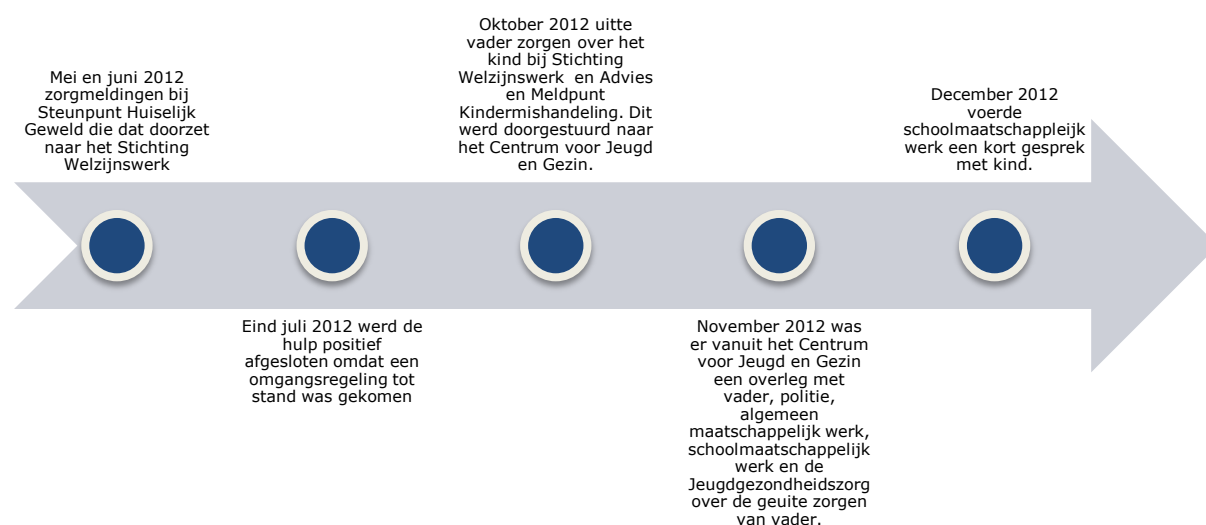 Mei en juni 2012
zorgmeldingen bij
Steunpunt Huiselijk
Geweld die dat doorzet
naar het Stichting
Welzijnswerk
Eind juli 2012 werd de
hulp positief
afgesloten omdat een
omgangsregeling tot
stand was gekomen
Oktober 2012 uitte
vader zorgen over het
kind bij Stichting
Welzijnswerk en Advies
en Meldpunt
Kindermishandeling. Dit
werd doorgestuurd naar
het Centrum voor Jeugd
en Gezin.
November 2012 was
er vanuit het Centrum
voor Jeugd en Gezin
een overleg met
vader, politie,
algemeen
maatschappelijk werk,
schoolmaatschappelijk
werk en de
Jeugdgezondheidszorg
over de geuite zorgen
van vader.
December 2012
voerde
schoolmaatschappleijk
werk een kort gesprek
met kind.